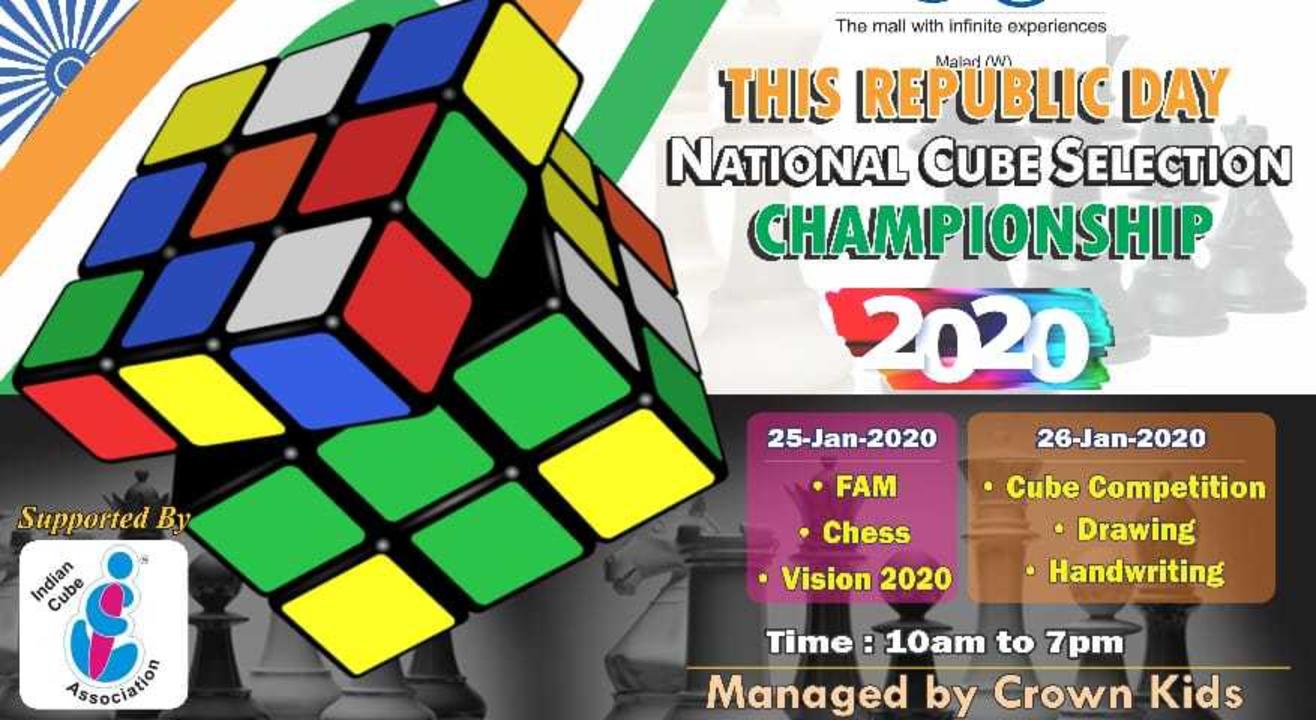 The mall with infinite experiences
Malad (W)
THIS REPUBLIC DAY
NATIONAL CUBE SELECTION
CHAMPIONSHIP
2020
25-Jan-2020
• FAM
• Chess
• Vision 2020
26-Jan-2020
• Cube Competition
• Drawing
• Handwriting
Time : 10am to 7pm
Managed by Crown Kids
Supported By
Indian
Cube
®
Association